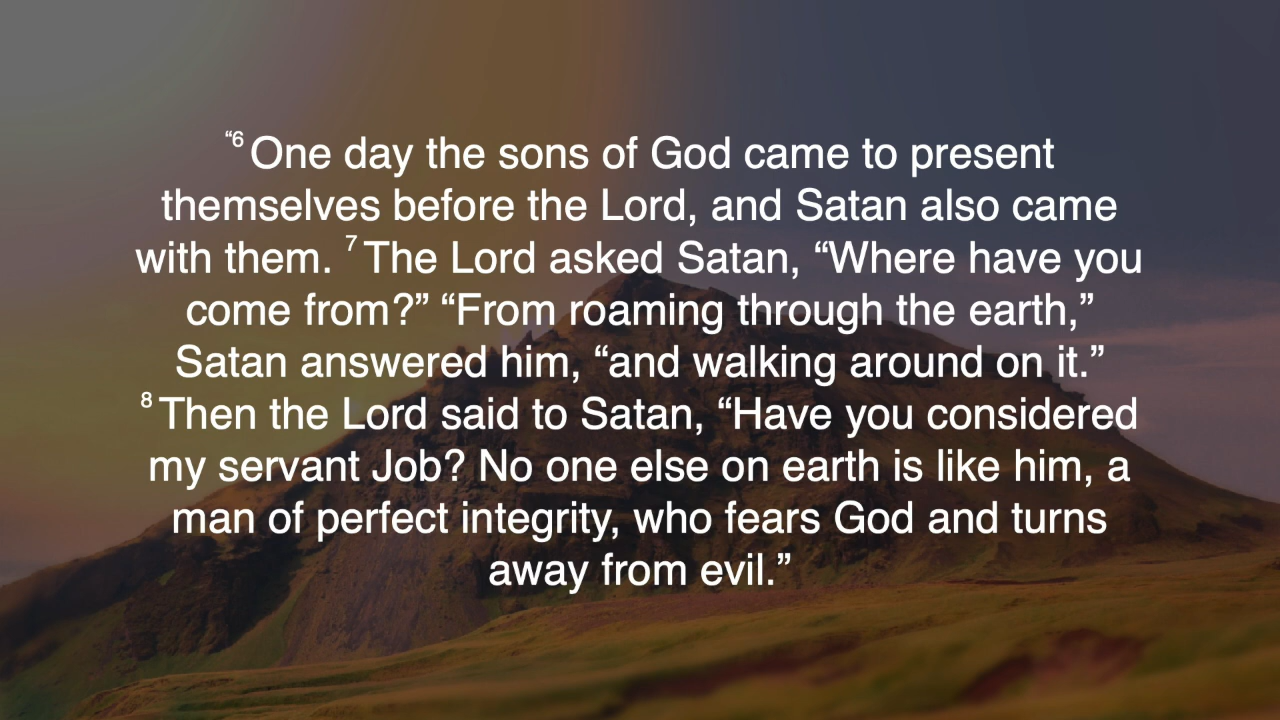 “6 One day the sons of God came to present
themselves before the Lord, and Satan also came
with them. 7 The Lord asked Satan, “Where have you
come from?” “From roaming through the earth,”
Satan answered him, “and walking around on it.”
8 Then the Lord said to Satan, “Have you considered
my servant Job? No one else on earth is like him, a
man of perfect integrity, who fears God and turns
away from evil.”